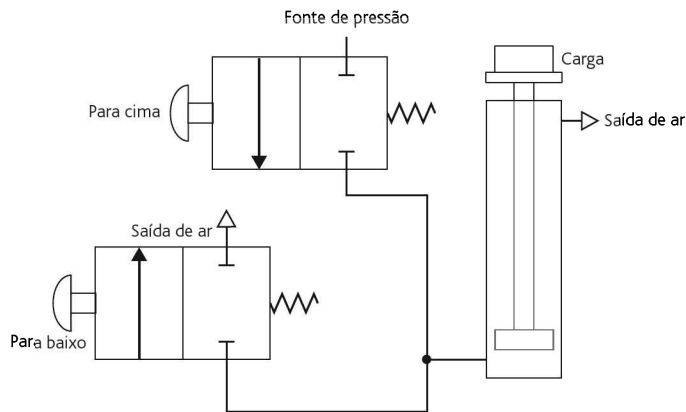 Fonte de pressão
Carga
Para cima
Saída de ar
Saída de ar
Para baixo